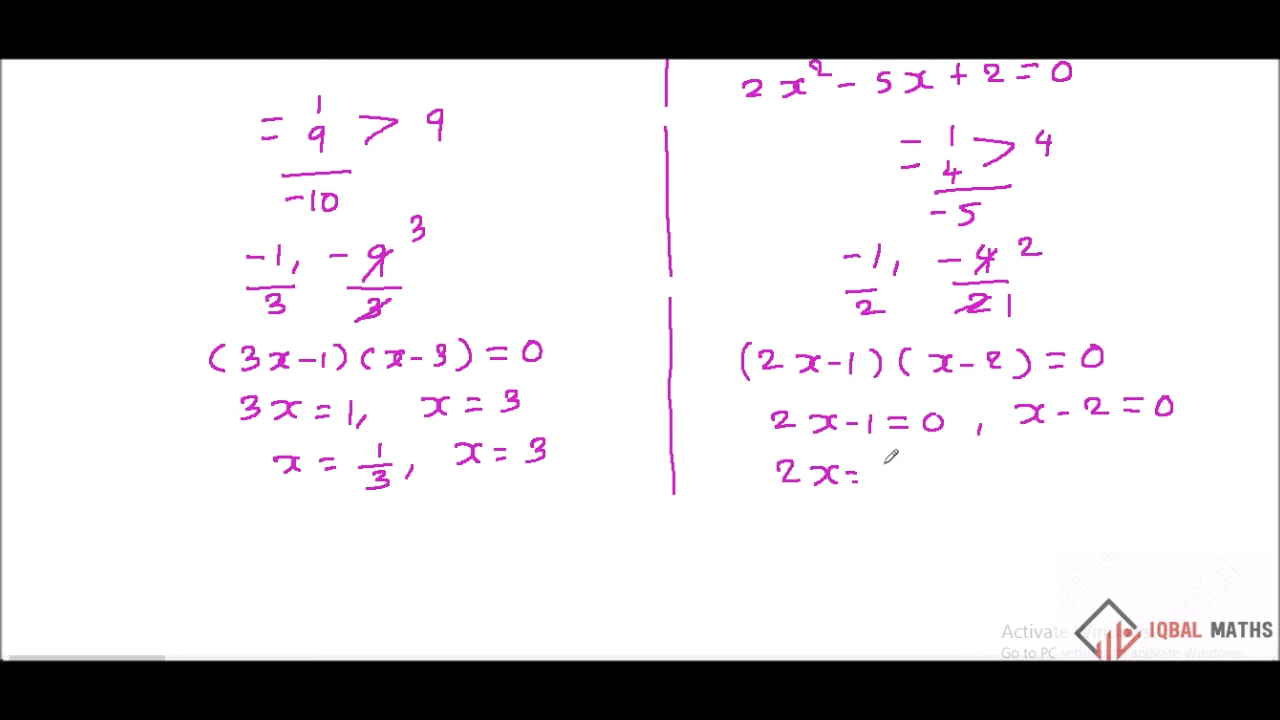 = 1
9 > 9
-10
-1, -9 3
3 3
(3x-1)(x-3)=0
3x=1, x=3
x=1/3, x=3
2x²-5x+2=0
= 1
4 > 4
-5
-1, -4 2
2 2 1
(2x-1)(x-2)=0
2x-1=0, x-2=0
2x=
IQBAL MATHS